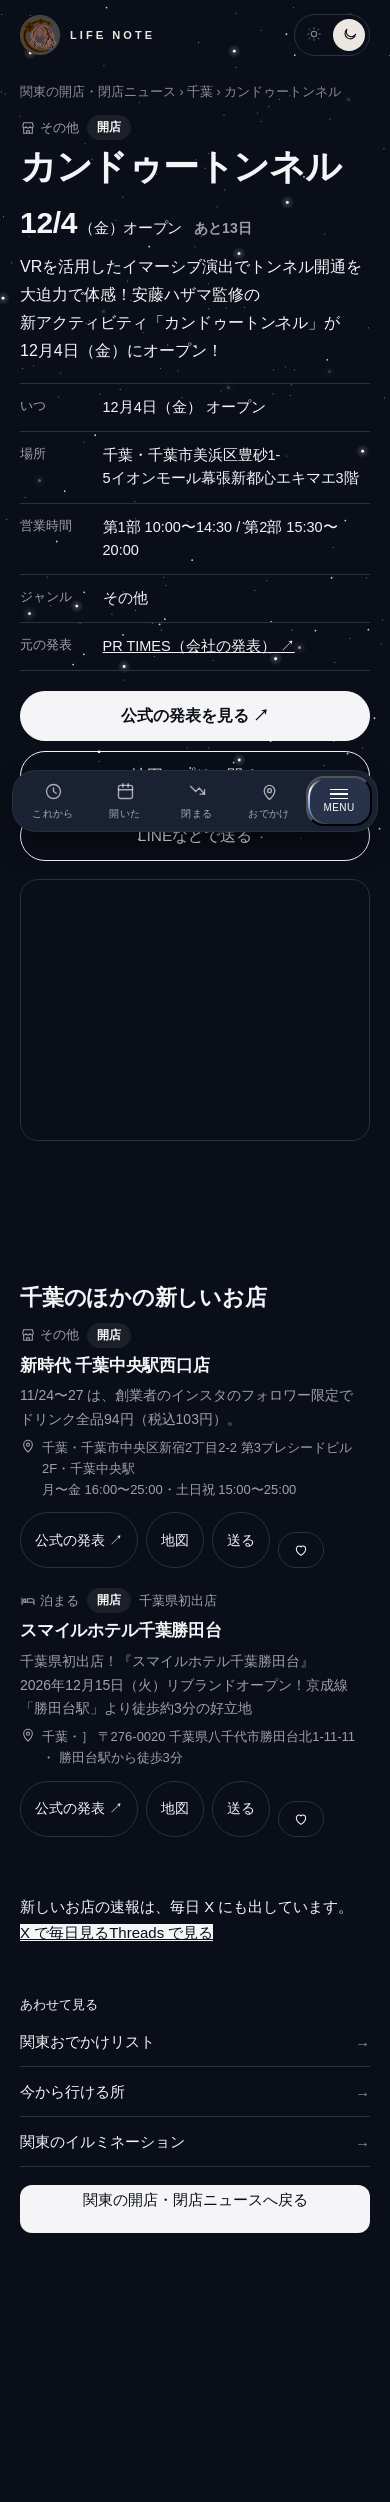 LIFE NOTE
関東の開店・閉店ニュース › 千葉 › カンドゥートンネル
その他 開店
カンドゥートンネル
12/4（金）オープン あと13日
VRを活用したイマーシブ演出でトンネル開通を
大迫力で体感！安藤ハザマ監修の
新アクティビティ「カンドゥートンネル」が
12月4日（金）にオープン！
いつ 12月4日（金） オープン
場所 千葉・千葉市美浜区豊砂1-
5イオンモール幕張新都心エキマエ3階
営業時間 第1部 10:00〜14:30 / 第2部 15:30〜
20:00
ジャンル その他
元の発表 PR TIMES（会社の発表） ↗
公式の発表を見る ↗
これから 開いた 閉まる おでかけ MENU
LINEなどで送る
千葉のほかの新しいお店
その他 開店
新時代 千葉中央駅西口店
11/24〜27 は、創業者のインスタのフォロワー限定で
ドリンク全品94円（税込103円）。
千葉・千葉市中央区新宿2丁目2-2 第3プレシードビル
2F・千葉中央駅
月〜金 16:00〜25:00・土日祝 15:00〜25:00
公式の発表 ↗ 地図 送る
泊まる 開店 千葉県初出店
スマイルホテル千葉勝田台
千葉県初出店！『スマイルホテル千葉勝田台』
2026年12月15日（火）リブランドオープン！京成線
「勝田台駅」より徒歩約3分の好立地
千葉・］ 〒276-0020 千葉県八千代市勝田台北1-11-11
・ 勝田台駅から徒歩3分
公式の発表 ↗ 地図 送る
新しいお店の速報は、毎日 X にも出しています。
X で毎日見るThreads で見る
あわせて見る
関東おでかけリスト →
今から行ける所 →
関東のイルミネーション →
関東の開店・閉店ニュースへ戻る